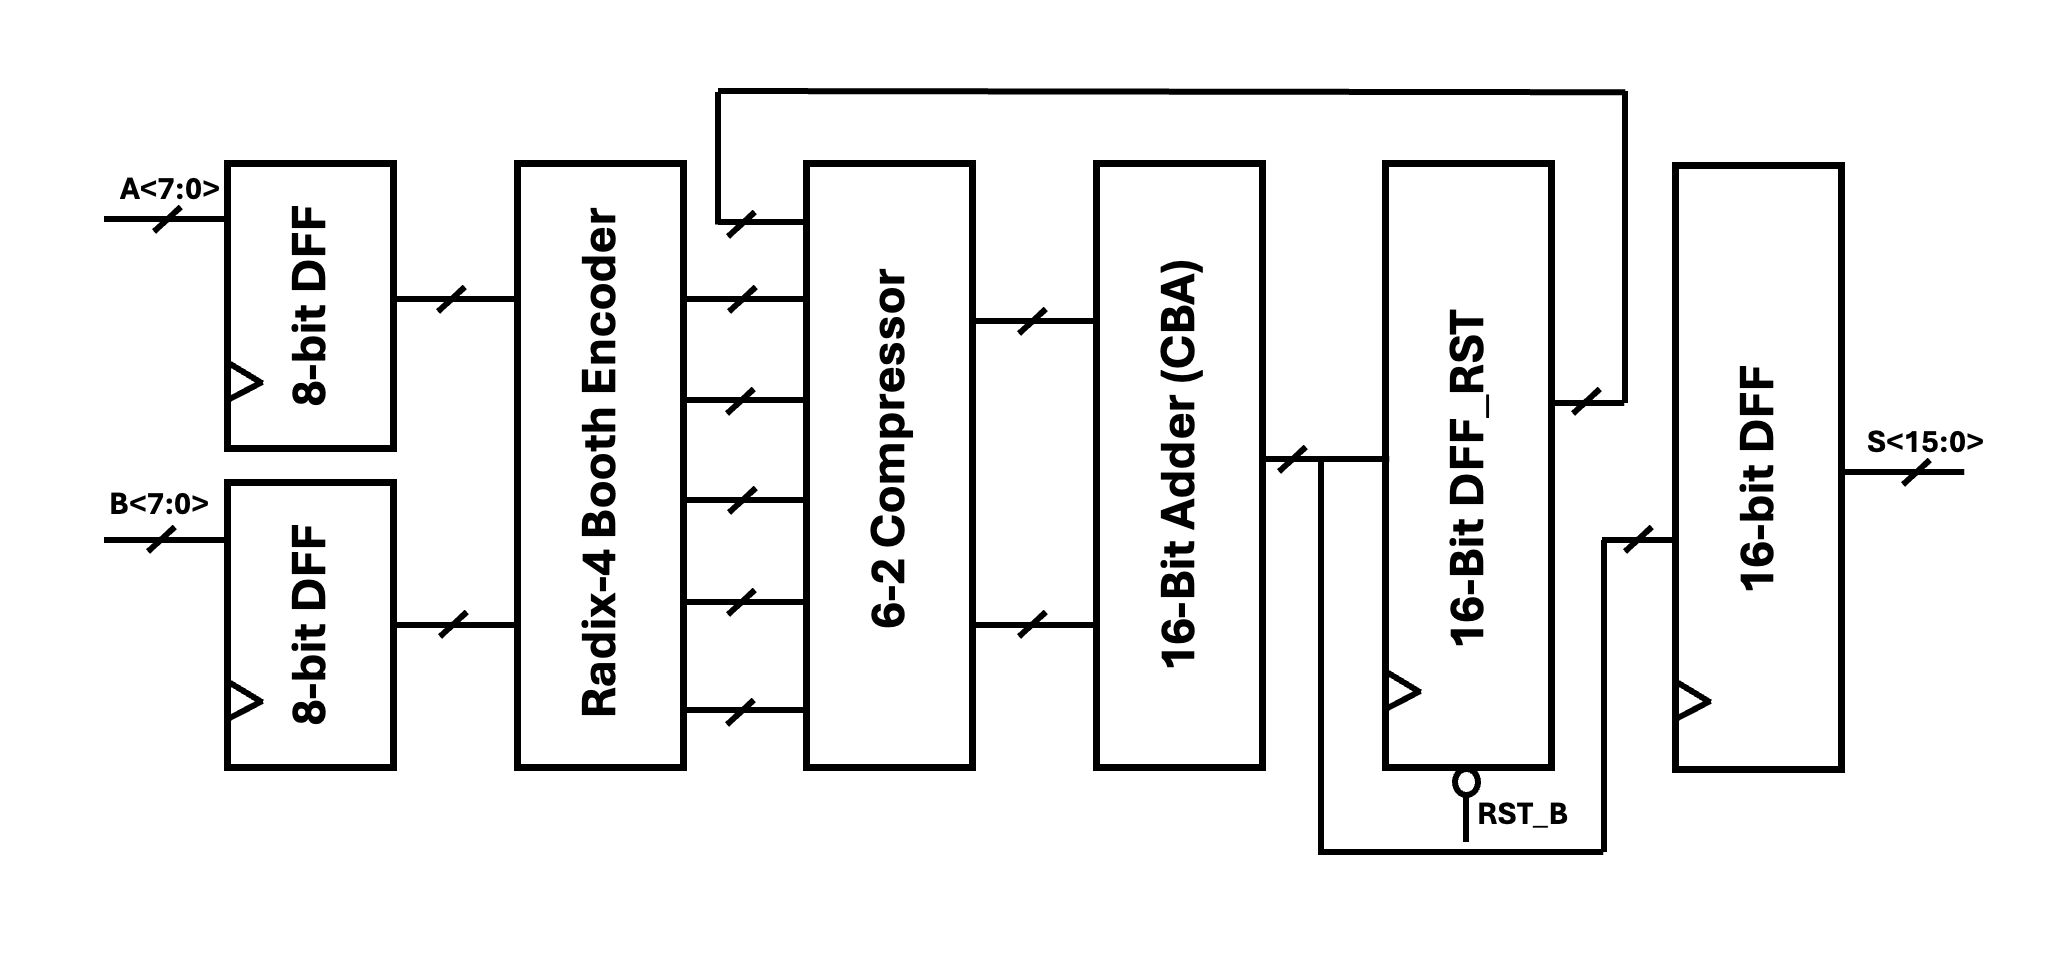 A<7:0>
8-bit DFF
B<7:0>
8-bit DFF
Radix-4 Booth Encoder
6-2 Compressor
16-Bit Adder (CBA)
16-Bit DFF_RST
RST_B
16-bit DFF
S<15:0>